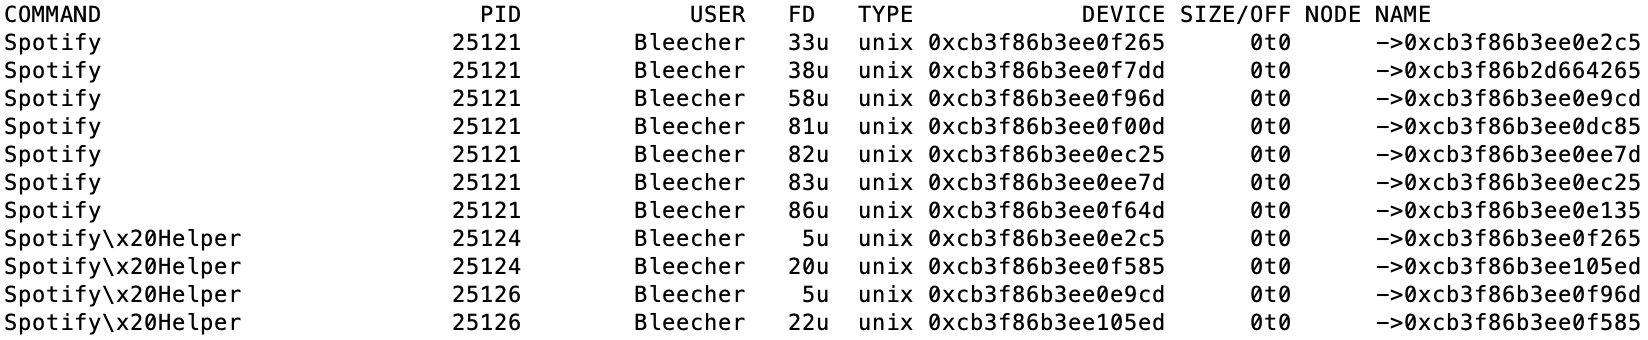 COMMAND PID USER FD TYPE DEVICE SIZE/OFF NODE NAME
Spotify 25121 Bleecher 33u unix 0xcb3f86b3ee0f265 0t0 ->0xcb3f86b3ee0e2c5
Spotify 25121 Bleecher 38u unix 0xcb3f86b3ee0f7dd 0t0 ->0xcb3f86b2d664265
Spotify 25121 Bleecher 58u unix 0xcb3f86b3ee0f96d 0t0 ->0xcb3f86b3ee0e9cd
Spotify 25121 Bleecher 81u unix 0xcb3f86b3ee0f00d 0t0 ->0xcb3f86b3ee0dc85
Spotify 25121 Bleecher 82u unix 0xcb3f86b3ee0ec25 0t0 ->0xcb3f86b3ee0ee7d
Spotify 25121 Bleecher 83u unix 0xcb3f86b3ee0ee7d 0t0 ->0xcb3f86b3ee0ec25
Spotify 25121 Bleecher 86u unix 0xcb3f86b3ee0f64d 0t0 ->0xcb3f86b3ee0e135
Spotify\x20Helper 25124 Bleecher 5u unix 0xcb3f86b3ee0e2c5 0t0 ->0xcb3f86b3ee0f265
Spotify\x20Helper 25124 Bleecher 20u unix 0xcb3f86b3ee0f585 0t0 ->0xcb3f86b3ee105ed
Spotify\x20Helper 25126 Bleecher 5u unix 0xcb3f86b3ee0e9cd 0t0 ->0xcb3f86b3ee0f96d
Spotify\x20Helper 25126 Bleecher 22u unix 0xcb3f86b3ee105ed 0t0 ->0xcb3f86b3ee0f585